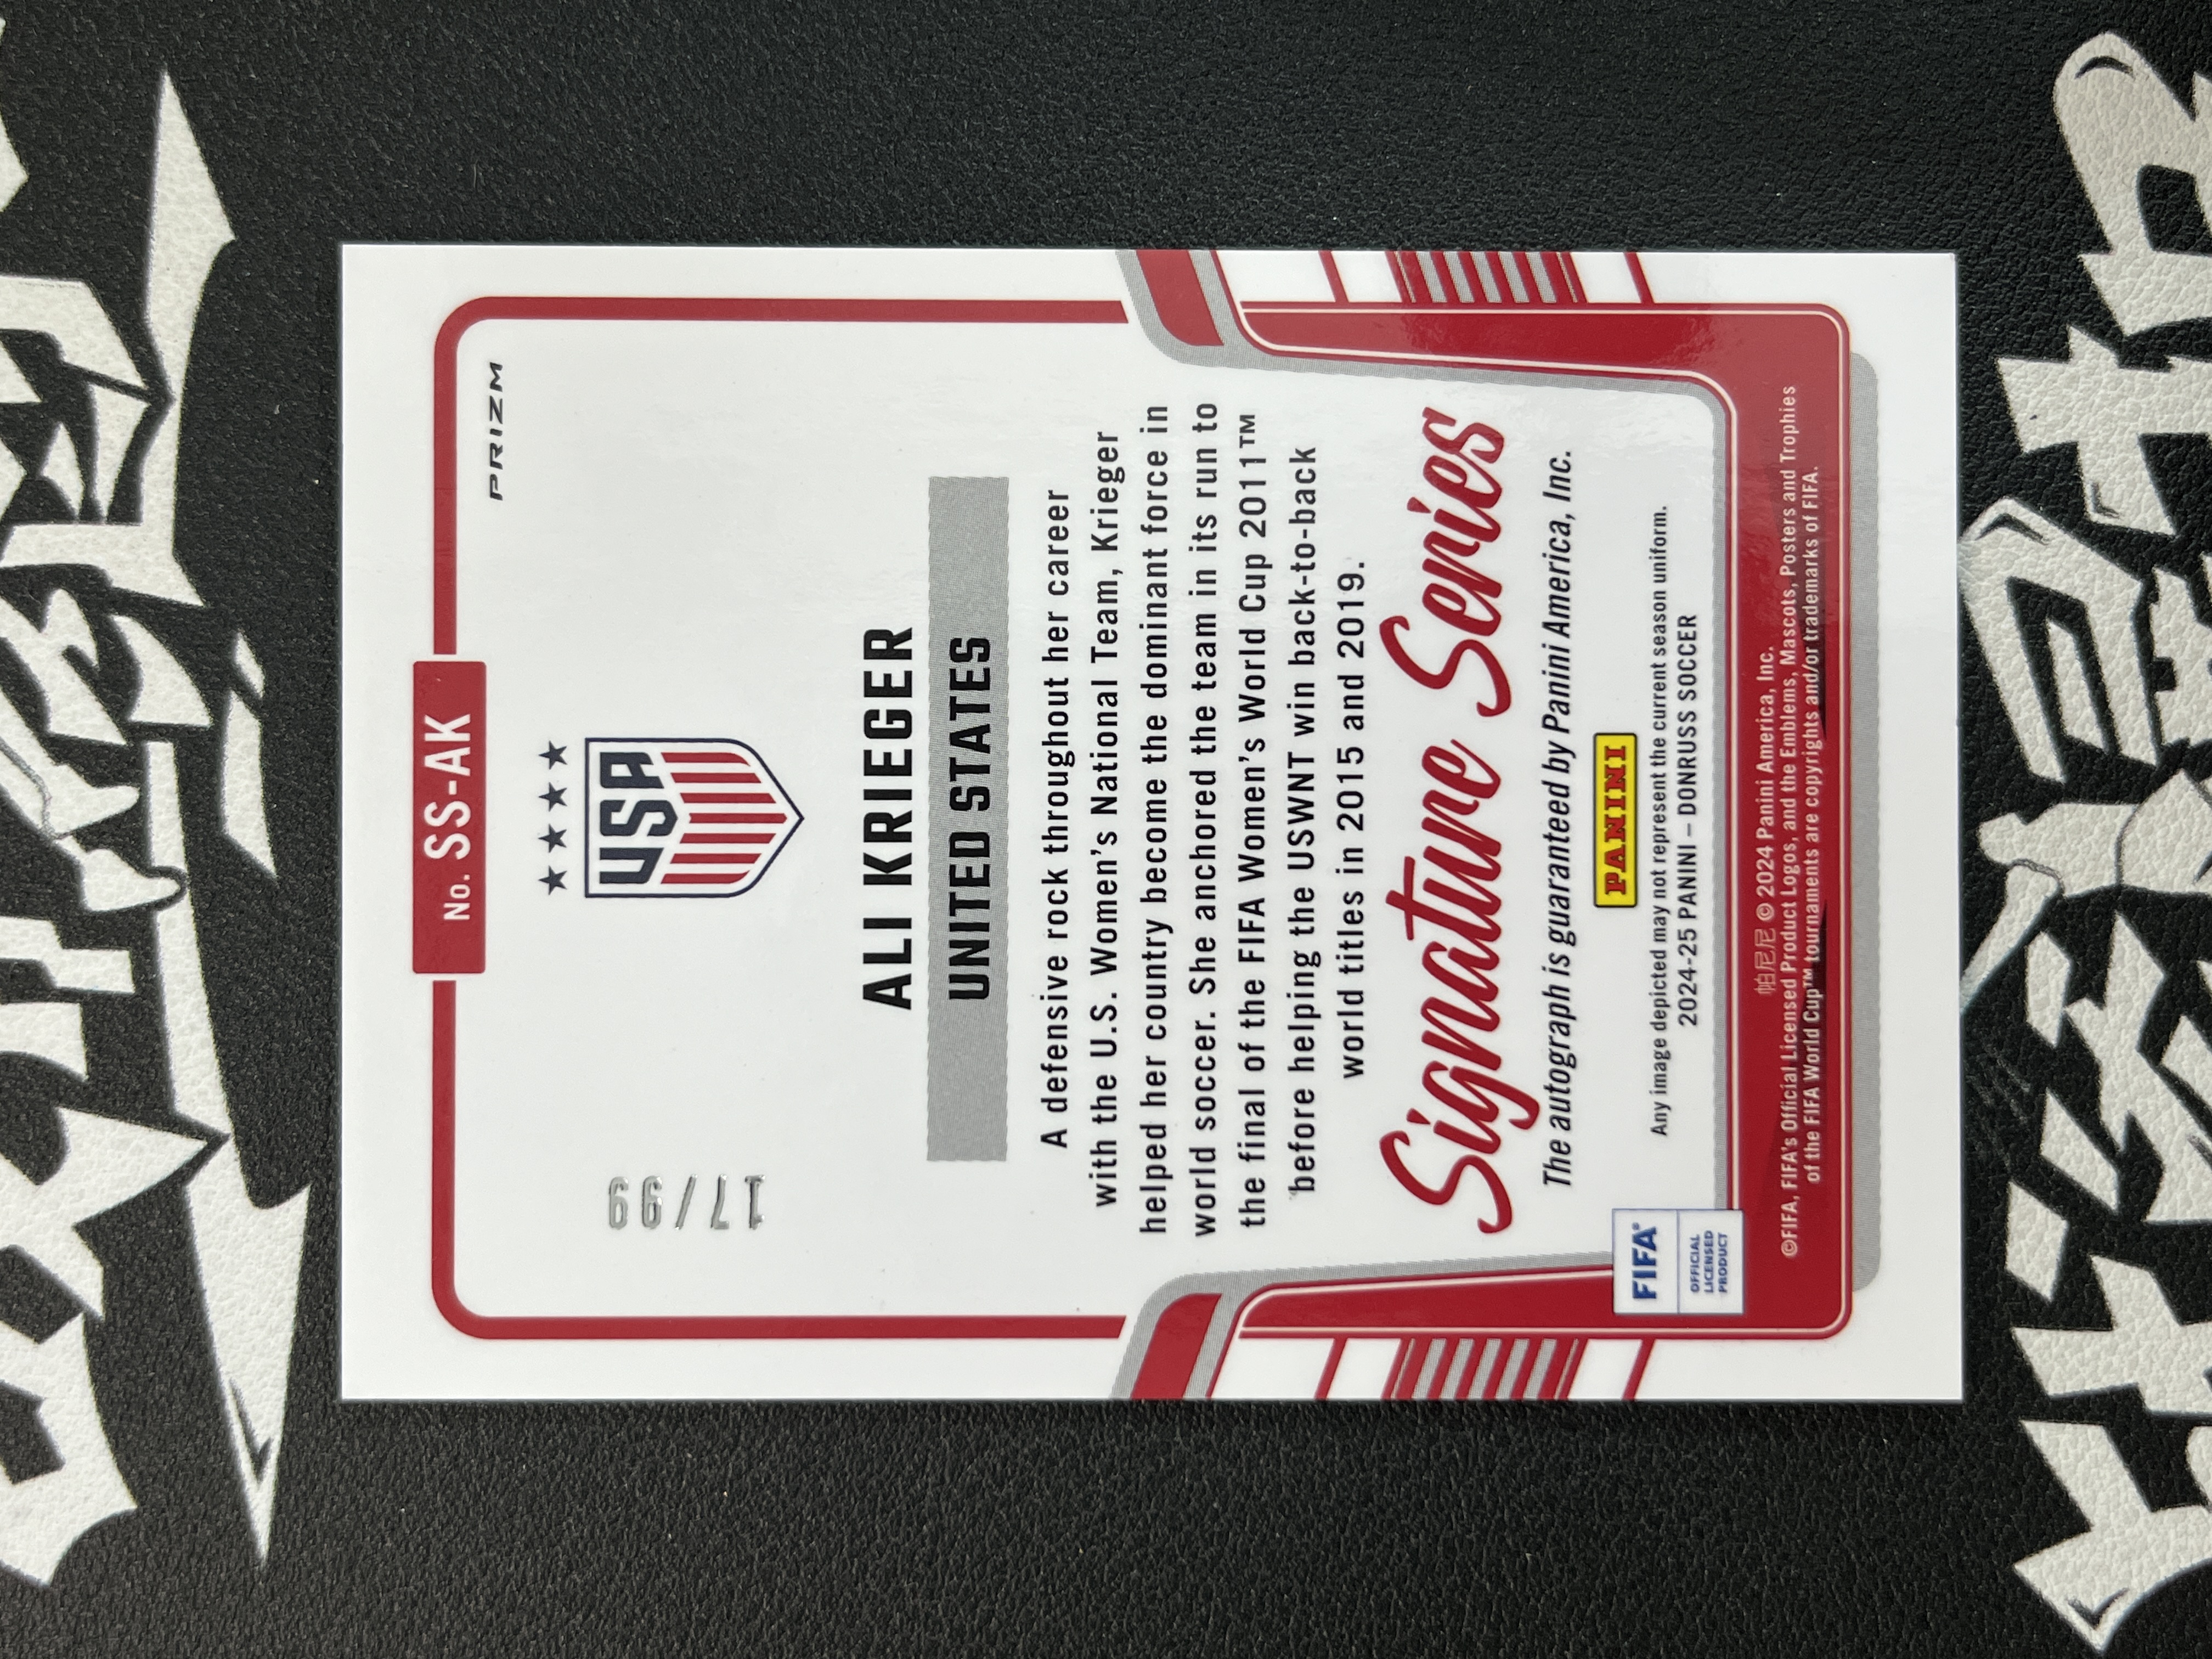 No. SS-AK
PRIZM
USA
17/99
ALI KRIEGER
UNITED STATES
A defensive rock throughout her career
with the U.S. Women's National Team, Krieger
helped her country become the dominant force in
world soccer. She anchored the team in its run to
the final of the FIFA Women's World Cup 2011™
before helping the USWNT win back-to-back
world titles in 2015 and 2019.
Signature Series
The autograph is guaranteed by Panini America, Inc.
PANINI
Any image depicted may not represent the current season uniform.
2024-25 PANINI – DONRUSS SOCCER
FIFA®
OFFICIAL
LICENSED
PRODUCT
帕尼尼 © 2024 Panini America, Inc.
©FIFA, FIFA's Official Licensed Product Logos, and the Emblems, Mascots, Posters and Trophies
of the FIFA World Cup™ tournaments are copyrights and/or trademarks of FIFA.